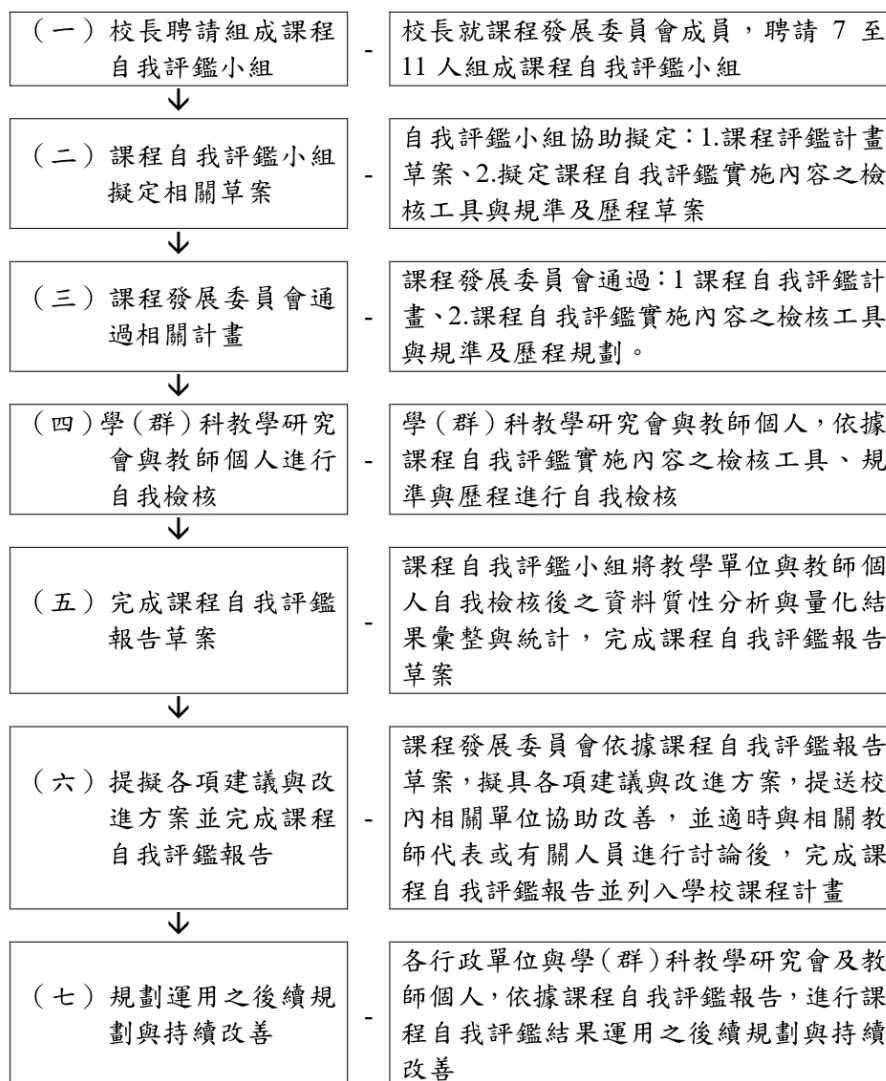 （一）校長聘請組成課程
自我評鑑小組
-
校長就課程發展委員會成員，聘請 7 至
11 人組成課程自我評鑑小組
↓
（二）課程自我評鑑小組
擬定相關草案
-
自我評鑑小組協助擬定：1.課程評鑑計畫
草案、2.擬定課程自我評鑑實施內容之檢
核工具與規準及歷程草案
↓
（三）課程發展委員會通
過相關計畫
-
課程發展委員會通過：1 課程自我評鑑計
畫、2.課程自我評鑑實施內容之檢核工具
與規準及歷程規劃。
↓
（四）學（群）科教學研究
會與教師個人進行
自我檢核
-
學（群）科教學研究會與教師個人，依據
課程自我評鑑實施內容之檢核工具、規
準與歷程進行自我檢核
↓
（五）完成課程自我評鑑
報告草案
-
課程自我評鑑小組將教學單位與教師個
人自我檢核後之資料質性分析與量化結
果彙整與統計，完成課程自我評鑑報告
草案
↓
（六）提擬各項建議與改
進方案並完成課程
自我評鑑報告
-
課程發展委員會依據課程自我評鑑報告
草案，擬具各項建議與改進方案，提送校
內相關單位協助改善，並適時與相關教
師代表或有關人員進行討論後，完成課
程自我評鑑報告並列入學校課程計畫
↓
（七）規劃運用之後續規
劃與持續改善
-
各行政單位與學（群）科教學研究會及教
師個人，依據課程自我評鑑報告，進行課
程自我評鑑結果運用之後續規劃與持續
改善